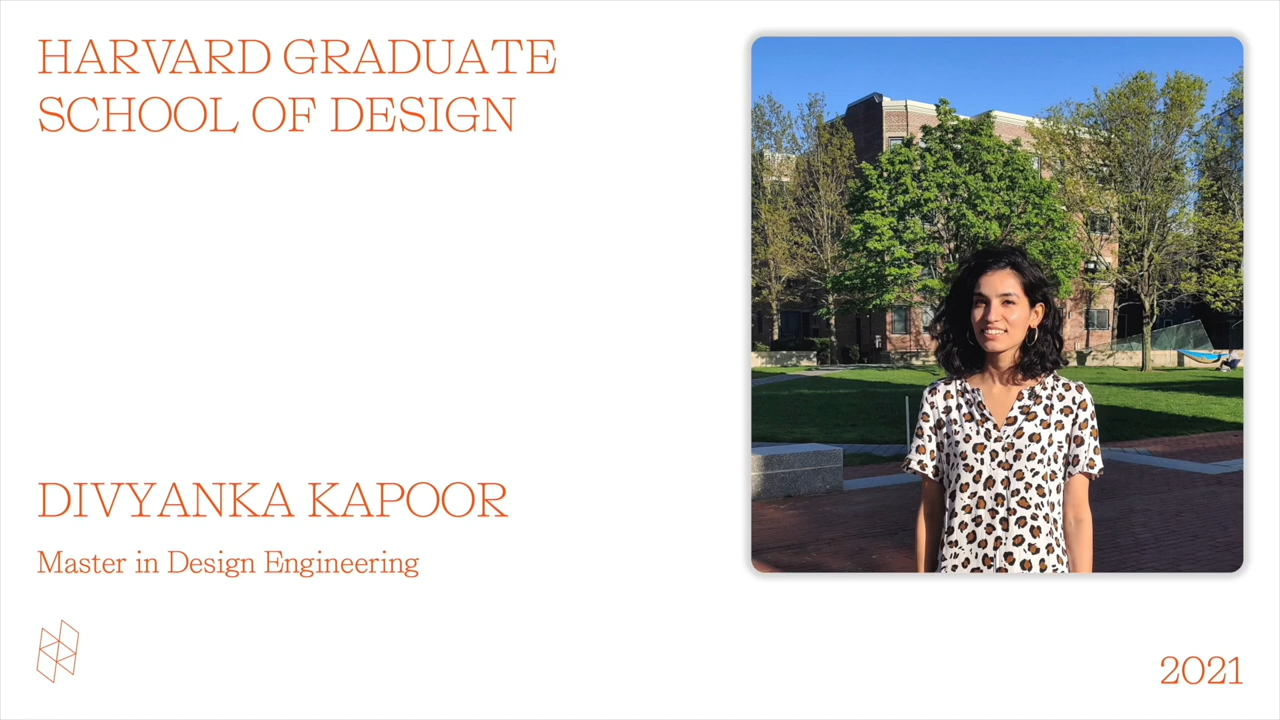 HARVARD GRADUATE
SCHOOL OF DESIGN
DIVYANKA KAPOOR
Master in Design Engineering
2021